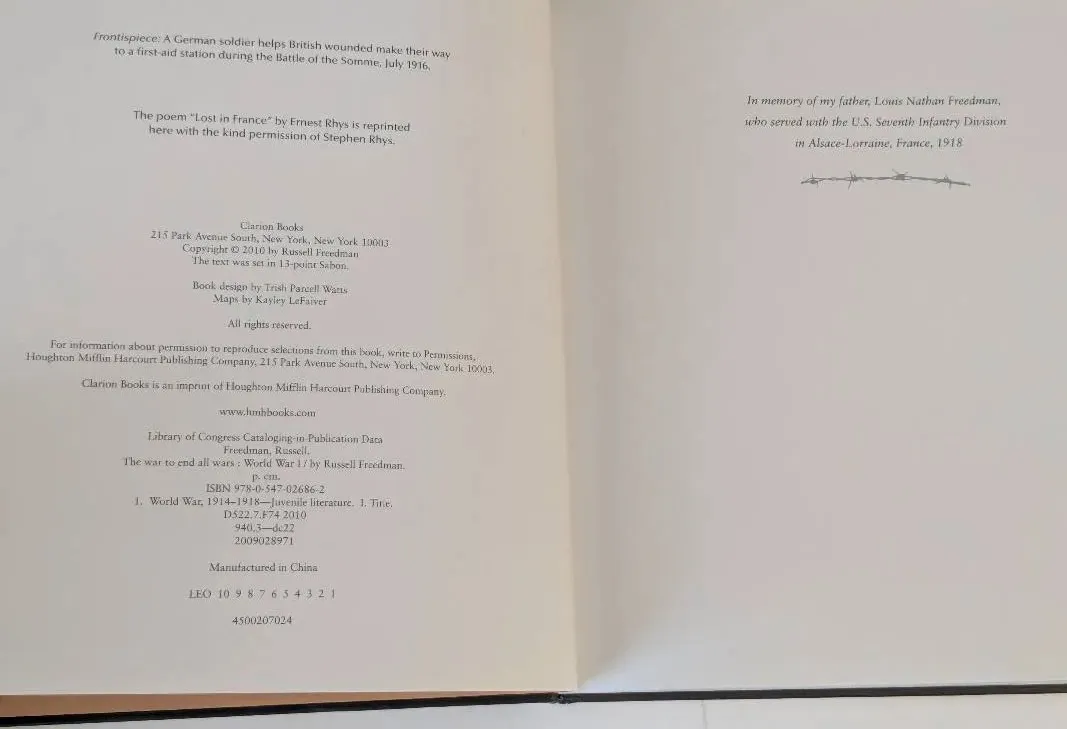 Frontispiece: A German soldier helps British wounded make their way
to a first-aid station during the Battle of the Somme, July 1916.
The poem "Lost in France" by Ernest Rhys is reprinted
here with the kind permission of Stephen Rhys.
Clarion Books
215 Park Avenue South, New York, New York 10003
Copyright © 2010 by Russell Freedman
The text was set in 13-point Sabon.
Book design by Trish Parcell Watts
Maps by Kayley LeFaiver
All rights reserved.
For information about permission to reproduce selections from this book, write to Permissions,
Houghton Mifflin Harcourt Publishing Company, 215 Park Avenue South, New York, New York 10003.
Clarion Books is an imprint of Houghton Mifflin Harcourt Publishing Company.
www.hmhbooks.com
Library of Congress Cataloging-in-Publication Data
Freedman, Russell.
The war to end all wars : World War I / by Russell Freedman.
p. cm.
ISBN 978-0-547-02686-2
1. World War, 1914–1918—Juvenile literature. I. Title.
D522.7.F74 2010
940.3—dc22
2009028971
Manufactured in China
LEO 10 9 8 7 6 5 4 3 2 1
4500207024
In memory of my father, Louis Nathan Freedman,
who served with the U.S. Seventh Infantry Division
in Alsace-Lorraine, France, 1918